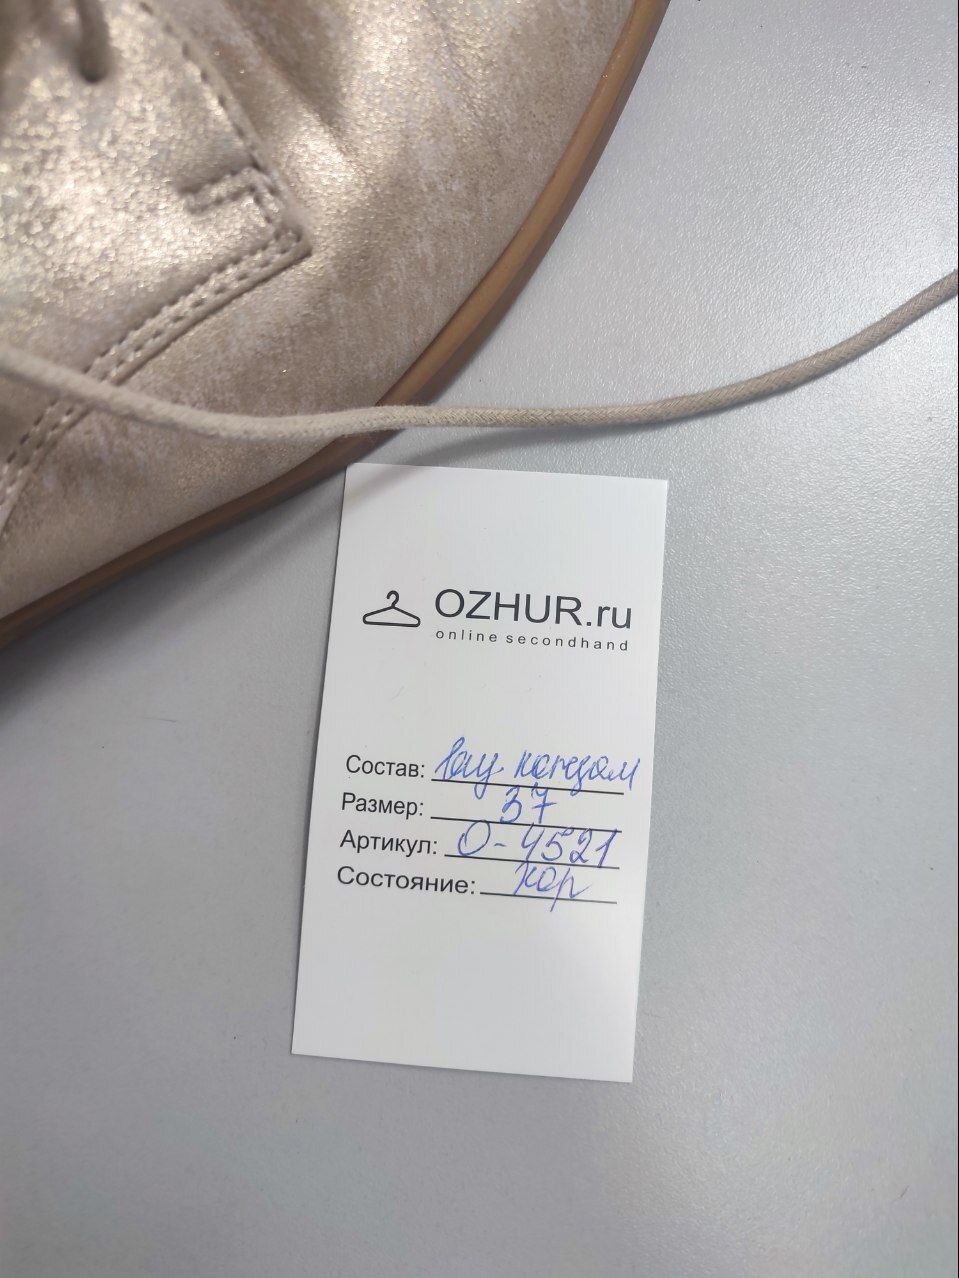 OZHUR.ru
online secondhand
Состав:
Размер: 37
Артикул: О-4521
Состояние: хор